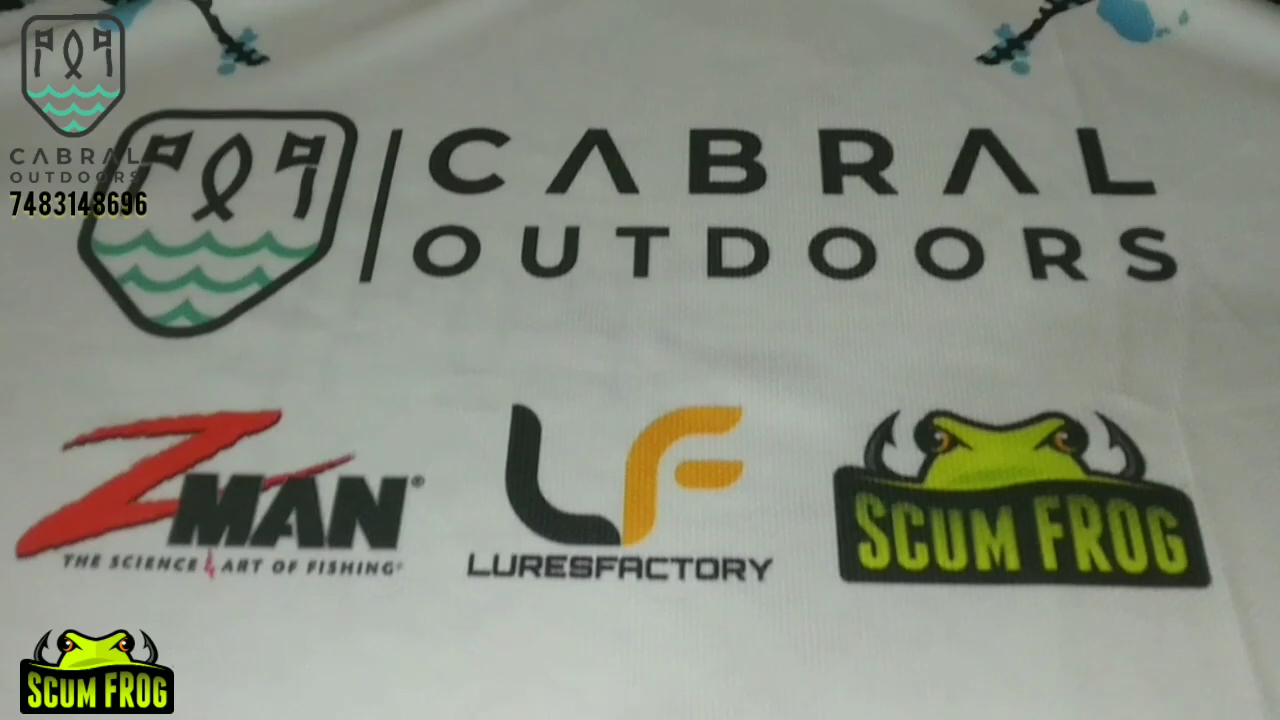 CABRAL
OUTDOORS
7483148696
CABRAL
OUTDOORS
ZMAN®
THE SCIENCE & ART OF FISHING
LF
LURESFACTORY
SCUM FROG
SCUM FROG